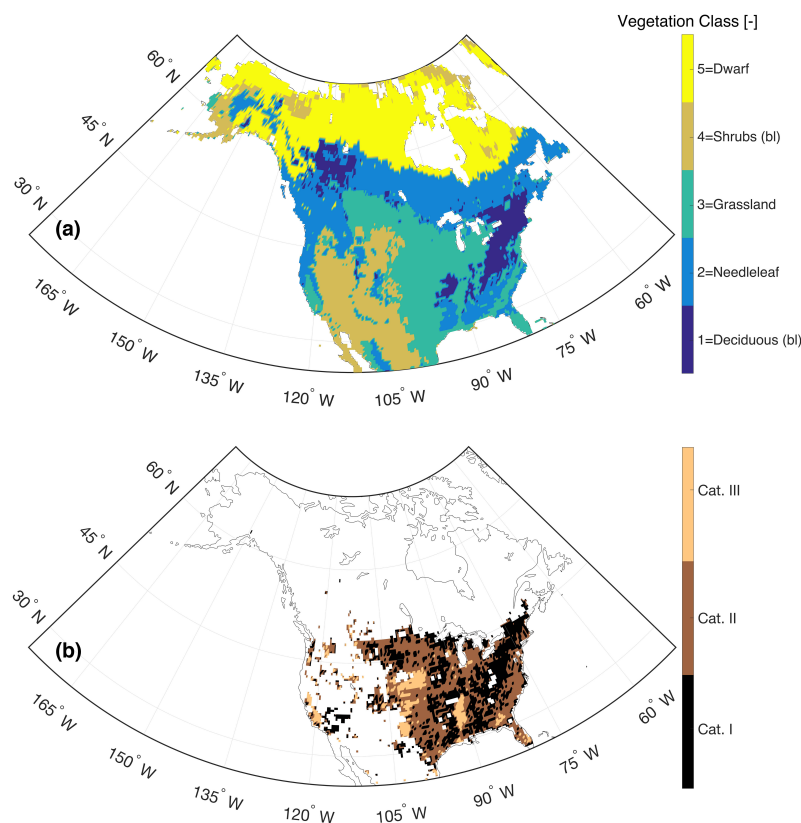 Vegetation Class [-]
5=Dwarf
4=Shrubs (bl)
3=Grassland
2=Needleleaf
1=Deciduous (bl)
60° N
45° N
30° N
(a)
165° W
150° W
135° W
120° W
105° W
90° W
75° W
60° W
Cat. III
Cat. II
Cat. I
60° N
45° N
30° N
(b)
165° W
150° W
135° W
120° W
105° W
90° W
75° W
60° W